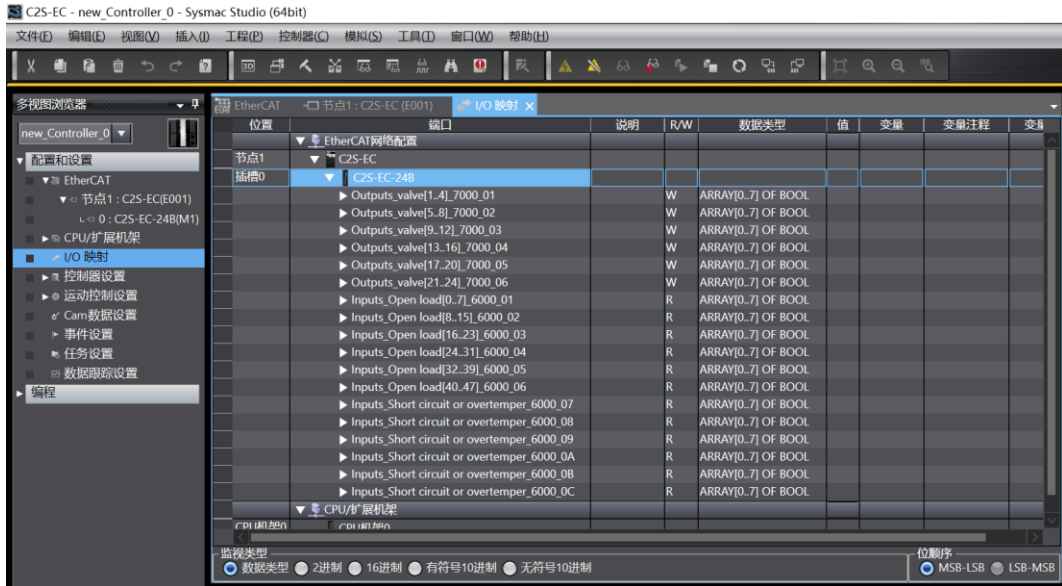 C2S-EC - new_Controller_0 - Sysmac Studio (64bit)
文件(F) 编辑(E) 视图(V) 插入(I) 工程(P) 控制器(C) 模拟(S) 工具(T) 窗口(W) 帮助(H)
多视图浏览器
EtherCAT 节点1 : C2S-EC (E001) I/O 映射
new_Controller_0
配置和设置
EtherCAT
节点1 : C2S-EC(E001)
0 : C2S-EC-24B(M1)
CPU/扩展机架
I/O 映射
控制器设置
运动控制设置
Cam数据设置
事件设置
任务设置
数据跟踪设置
编程
位置 端口 说明 R/W 数据类型 值 变量 变量注释 变量
EtherCAT网络配置
节点1 C2S-EC
插槽0 C2S-EC-24B
Outputs_valve[1..4]_7000_01 W ARRAY[0..7] OF BOOL
Outputs_valve[5..8]_7000_02 W ARRAY[0..7] OF BOOL
Outputs_valve[9..12]_7000_03 W ARRAY[0..7] OF BOOL
Outputs_valve[13..16]_7000_04 W ARRAY[0..7] OF BOOL
Outputs_valve[17..20]_7000_05 W ARRAY[0..7] OF BOOL
Outputs_valve[21..24]_7000_06 W ARRAY[0..7] OF BOOL
Inputs_Open load[0..7]_6000_01 R ARRAY[0..7] OF BOOL
Inputs_Open load[8..15]_6000_02 R ARRAY[0..7] OF BOOL
Inputs_Open load[16..23]_6000_03 R ARRAY[0..7] OF BOOL
Inputs_Open load[24..31]_6000_04 R ARRAY[0..7] OF BOOL
Inputs_Open load[32..39]_6000_05 R ARRAY[0..7] OF BOOL
Inputs_Open load[40..47]_6000_06 R ARRAY[0..7] OF BOOL
Inputs_Short circuit or overtemper_6000_07 R ARRAY[0..7] OF BOOL
Inputs_Short circuit or overtemper_6000_08 R ARRAY[0..7] OF BOOL
Inputs_Short circuit or overtemper_6000_09 R ARRAY[0..7] OF BOOL
Inputs_Short circuit or overtemper_6000_0A R ARRAY[0..7] OF BOOL
Inputs_Short circuit or overtemper_6000_0B R ARRAY[0..7] OF BOOL
Inputs_Short circuit or overtemper_6000_0C R ARRAY[0..7] OF BOOL
CPU/扩展机架
CPU机架0 CPU机架0
监视类型
数据类型 2进制 16进制 有符号10进制 无符号10进制
位顺序
MSB-LSB LSB-MSB